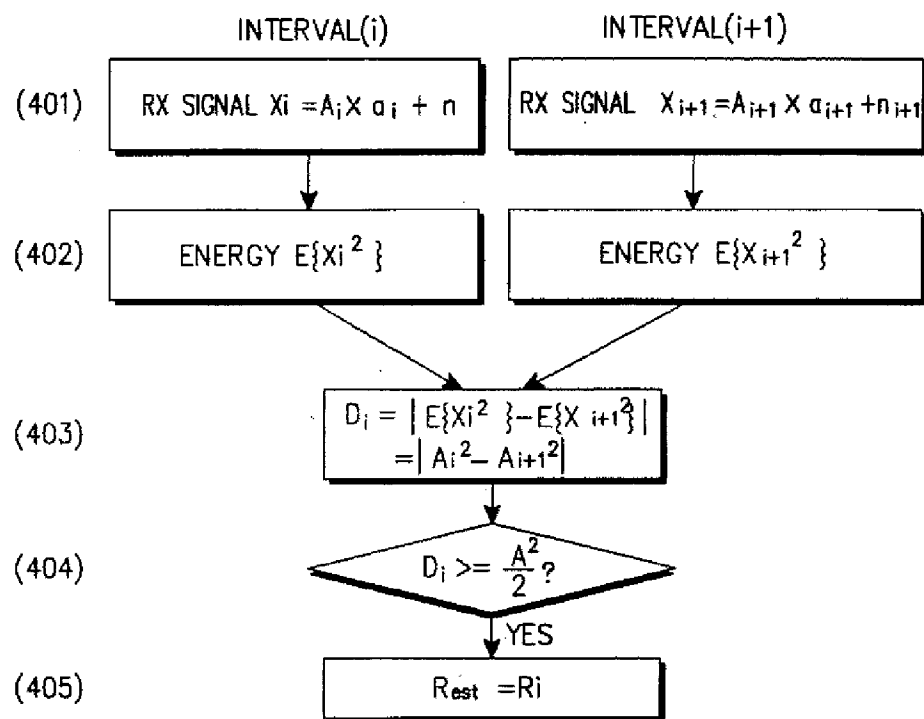 INTERVAL(i) INTERVAL(i+1)
(401) RX SIGNAL Xi = Ai X ai + n RX SIGNAL Xi+1 = Ai+1 X ai+1 + ni+1
(402) ENERGY E{Xi²} ENERGY E{Xi+1²}
(403) Di = | E{Xi²} – E{Xi+1²} |
= | Ai² – Ai+1² |
(404) Di >= A²/2 ?
YES
(405) Rest = Ri